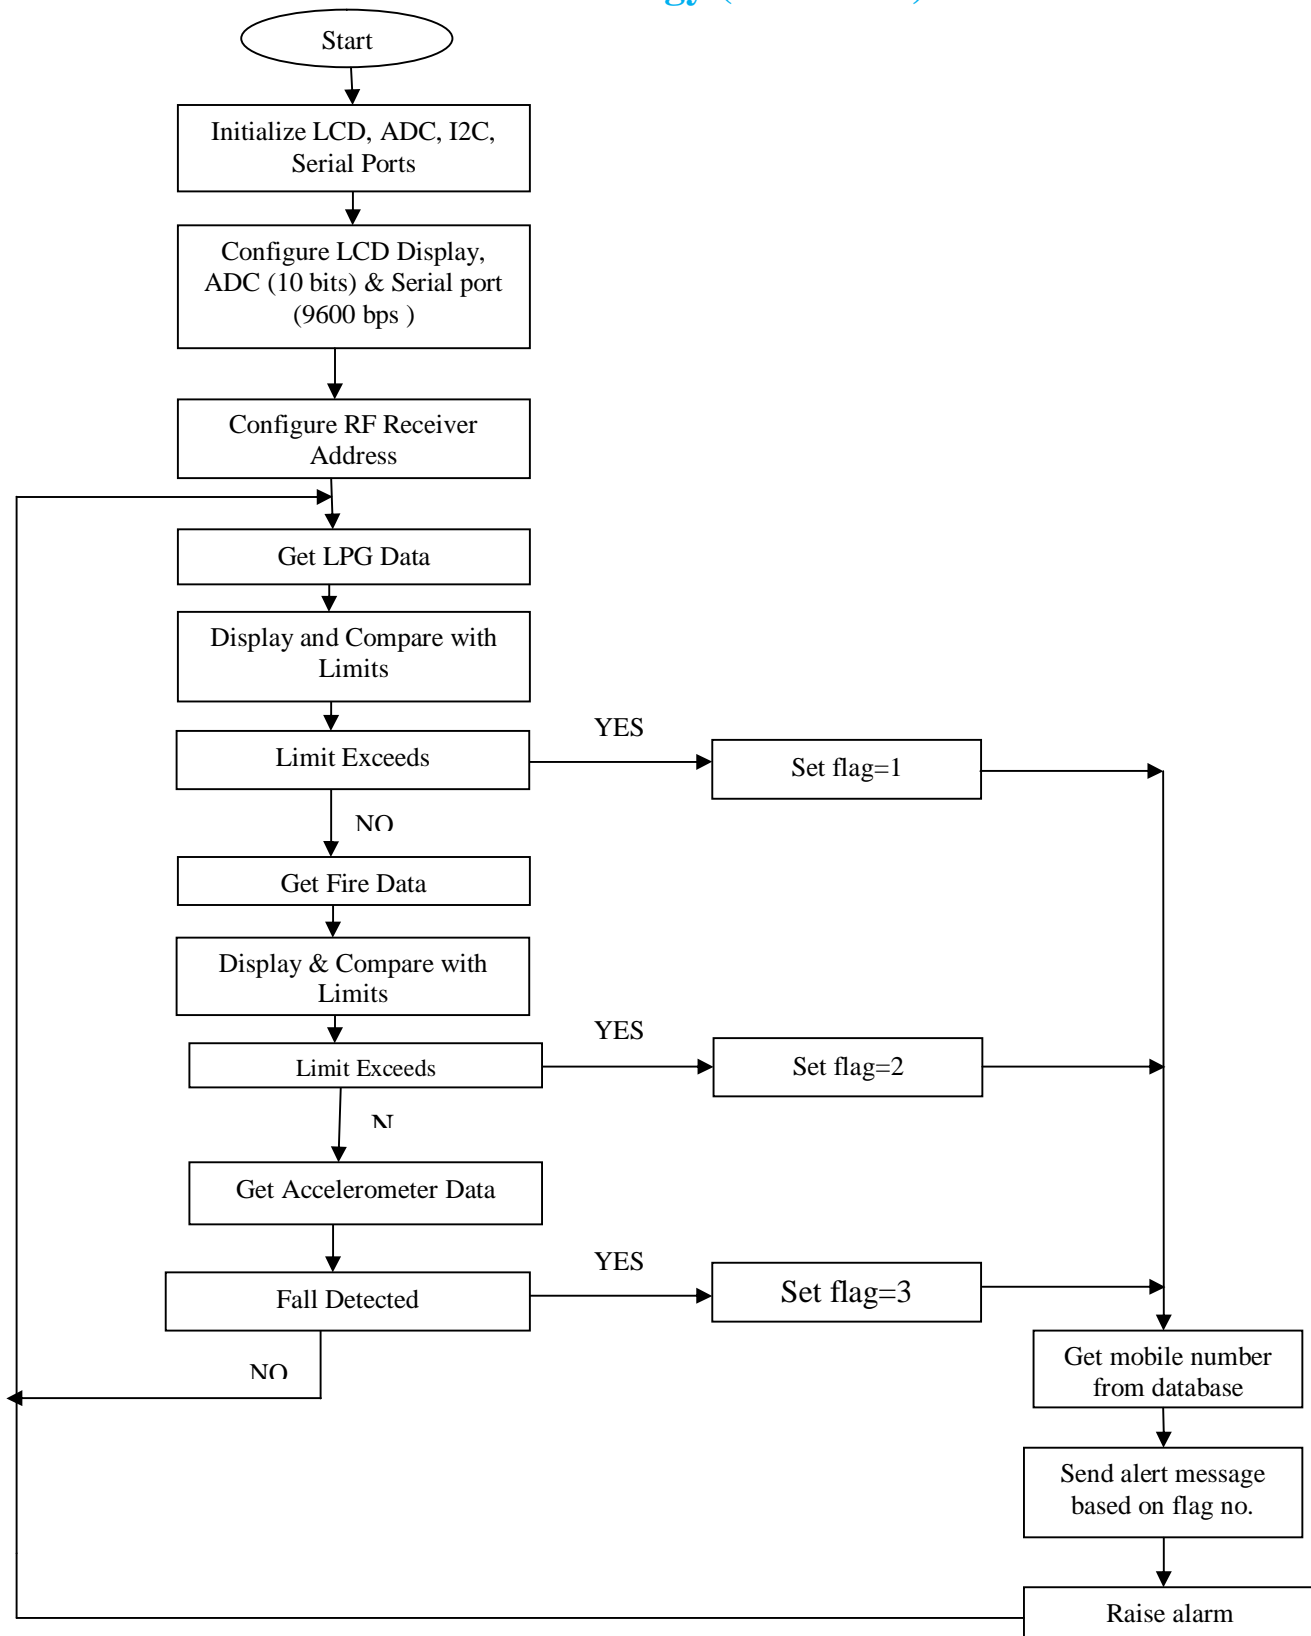 Start
Initialize LCD, ADC, I2C,
Serial Ports
Configure LCD Display,
ADC (10 bits) & Serial port
(9600 bps )
Configure RF Receiver
Address
Get LPG Data
Display and Compare with
Limits
Limit Exceeds
YES
Set flag=1
NO
Get Fire Data
Display & Compare with
Limits
Limit Exceeds
YES
Set flag=2
N
Get Accelerometer Data
Fall Detected
YES
Set flag=3
NO
Get mobile number
from database
Send alert message
based on flag no.
Raise alarm